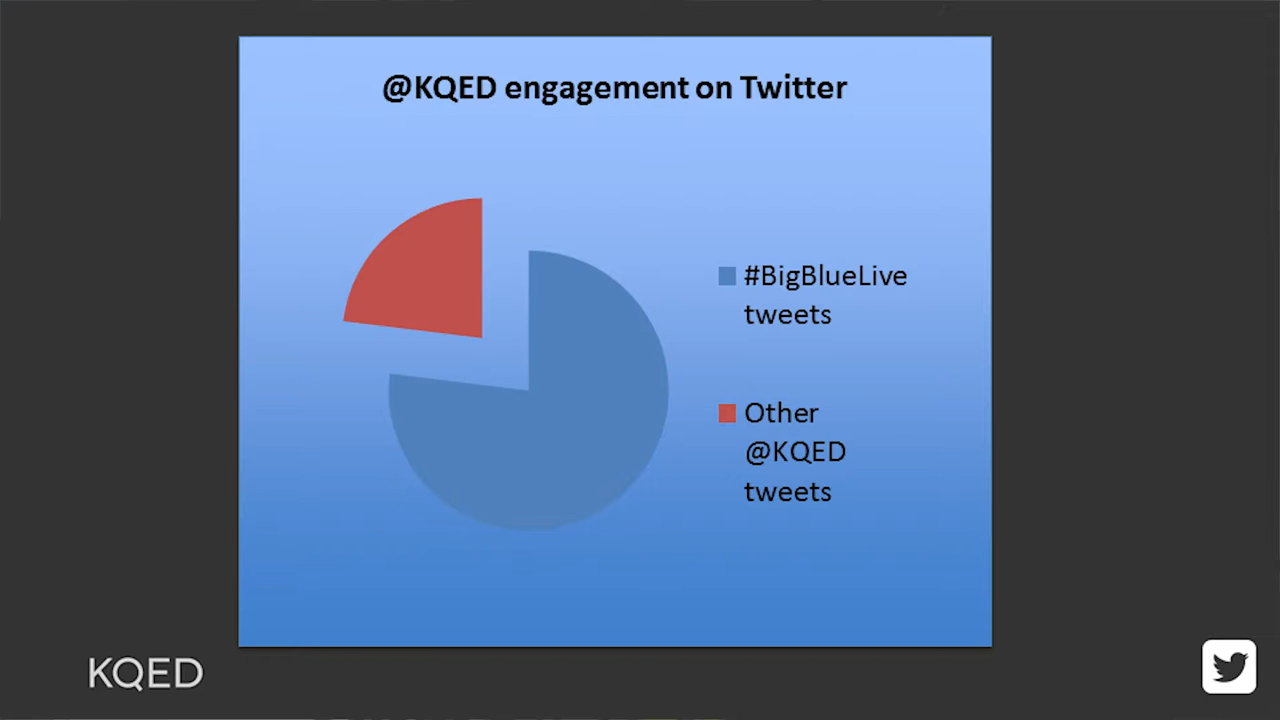 @KQED engagement on Twitter
#BigBlueLive
tweets
Other
@KQED
tweets
KQED